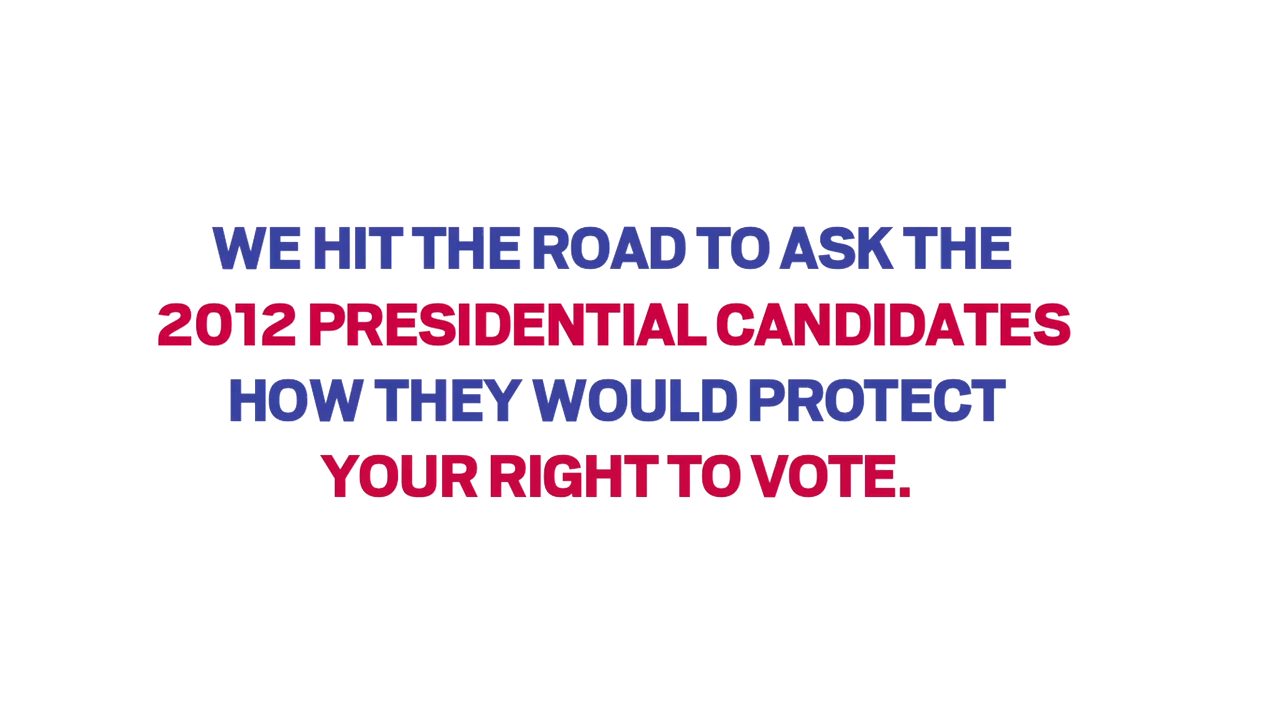 WE HIT THE ROAD TO ASK THE
2012 PRESIDENTIAL CANDIDATES
HOW THEY WOULD PROTECT
YOUR RIGHT TO VOTE.